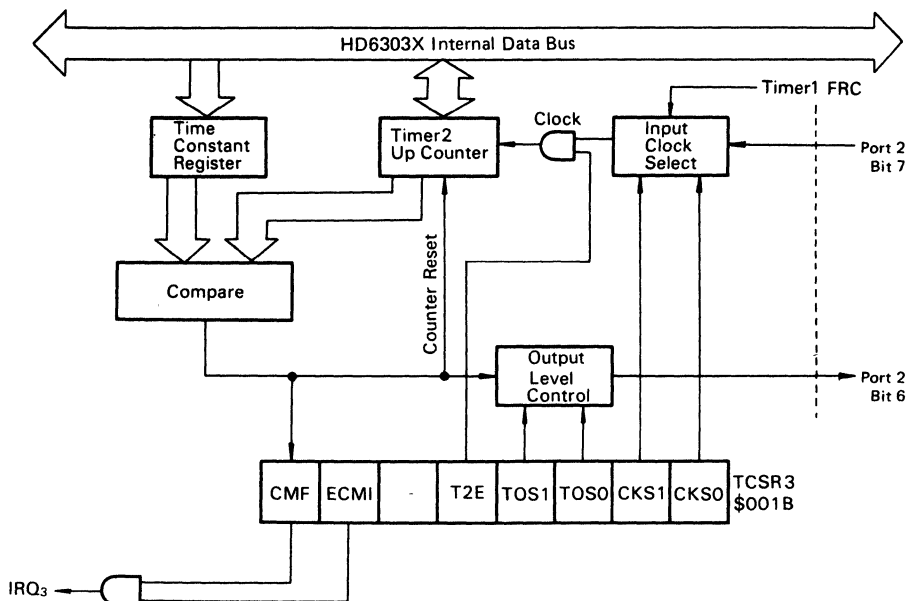 HD6303X Internal Data Bus
Timer1 FRC
Time
Constant
Register
Timer2
Up Counter
Clock
Input
Clock
Select
Port 2
Bit 7
Compare
Counter Reset
Output
Level
Control
Port 2
Bit 6
CMF
ECMI
-
T2E
TOS1
TOS0
CKS1
CKS0
TCSR3
$001B
IRQ₃